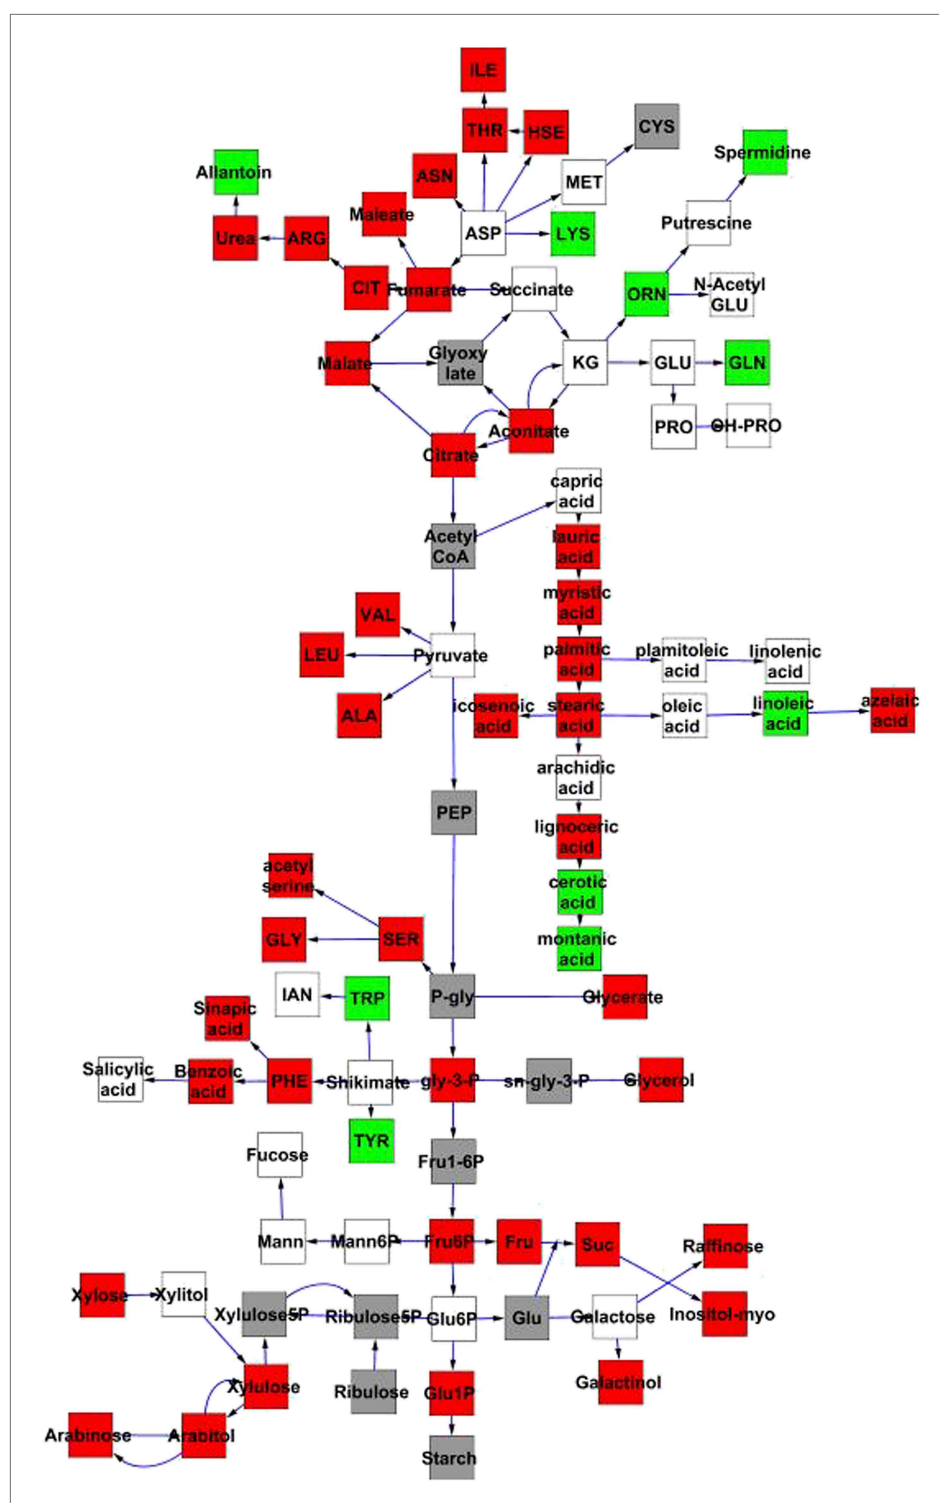 ILE
THR
HSE
CYS
Spermidine
Allantoin
ASN
MET
Maleate
Putrescine
Urea
ARG
ASP
LYS
CIT
Fumarate
Succinate
ORN
N-Acetyl
GLU
Malate
Glyoxy
late
KG
GLU
GLN
Aconitate
PRO
OH-PRO
Citrate
capric
acid
Acetyl
CoA
lauric
acid
myristic
acid
VAL
LEU
Pyruvate
palmitic
acid
plamitoleic
acid
linolenic
acid
ALA
icosenoic
acid
stearic
acid
oleic
acid
linoleic
acid
azelaic
acid
arachidic
acid
PEP
lignoceric
acid
acetyl
serine
cerotic
acid
GLY
SER
montanic
acid
IAN
TRP
P-gly
Glycerate
Sinapic
acid
Salicylic
acid
Benzoic
acid
PHE
Shikimate
gly-3-P
sn-gly-3-P
Glycerol
TYR
Fucose
Fru1-6P
Mann
Mann6P
Fru6P
Fru
Suc
Raffinose
Xylose
Xylitol
Xylulose5P
Ribulose5P
Glu6P
Glu
Galactose
Inositol-myo
Xylulose
Ribulose
Glu1P
Galactinol
Arabinose
Arabitol
Starch